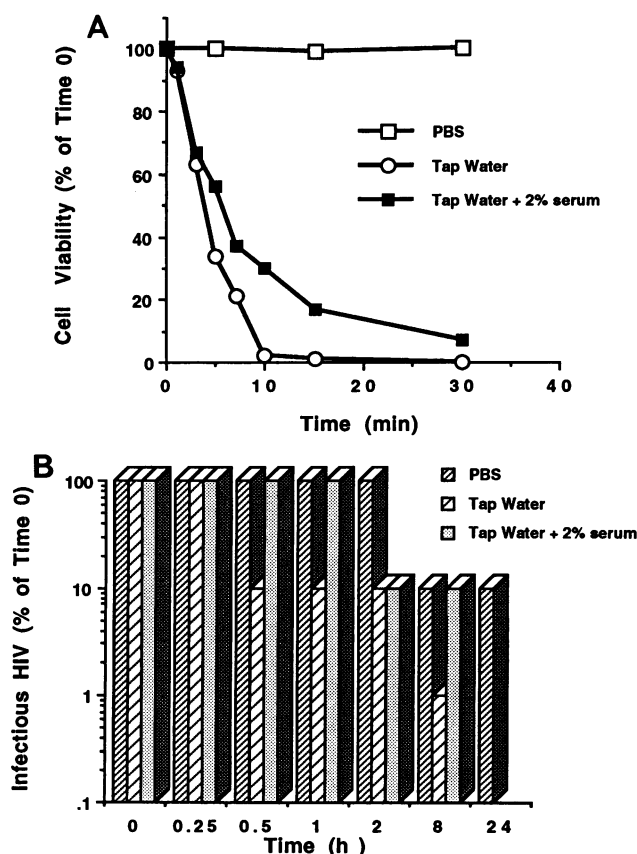 A
Cell Viability (% of Time 0)
100
80
60
40
20
0
PBS
Tap Water
Tap Water + 2% serum
0 10 20 30 40
Time (min)
B
Infectious HIV (% of Time 0)
100
10
1
.1
PBS
Tap Water
Tap Water + 2% serum
0 0.25 0.5 1 2 8 24
Time (h )